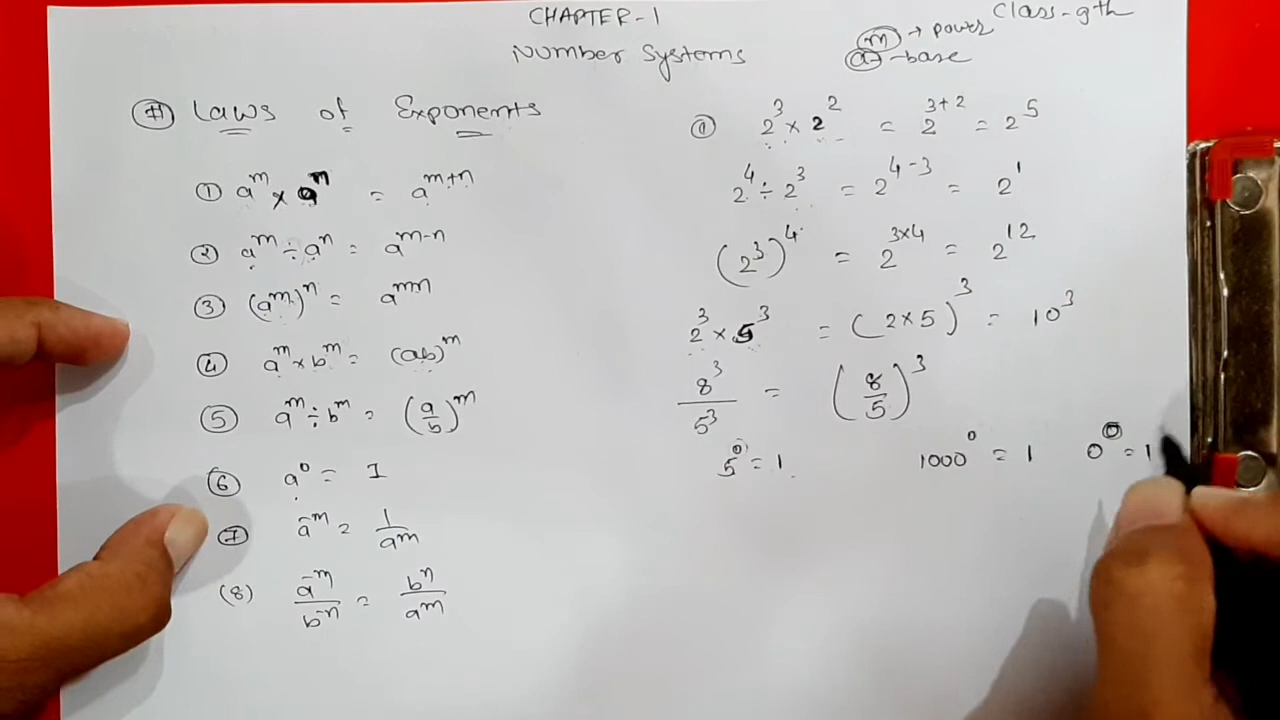 CHAPTER-1
Number Systems
Class-9th
m → power
a → base
# Laws of Exponents
① a^m × a^n = a^(m+n)
② a^m ÷ a^n = a^(m-n)
③ (a^m)^n = a^(mn)
④ a^m × b^m = (ab)^m
⑤ a^m ÷ b^m = (a/b)^m
⑥ a^0 = 1
⑦ a^-m = 1/a^m
(8) a^-m/b^-n = b^n/a^m
① 2^3 × 2^2 = 2^(3+2) = 2^5
2^4 ÷ 2^3 = 2^(4-3) = 2^1
(2^3)^4 = 2^(3×4) = 2^12
2^3 × 5^3 = (2×5)^3 = 10^3
8^3/5^3 = (8/5)^3
5^0 = 1 1000^0 = 1 0^0 = 1